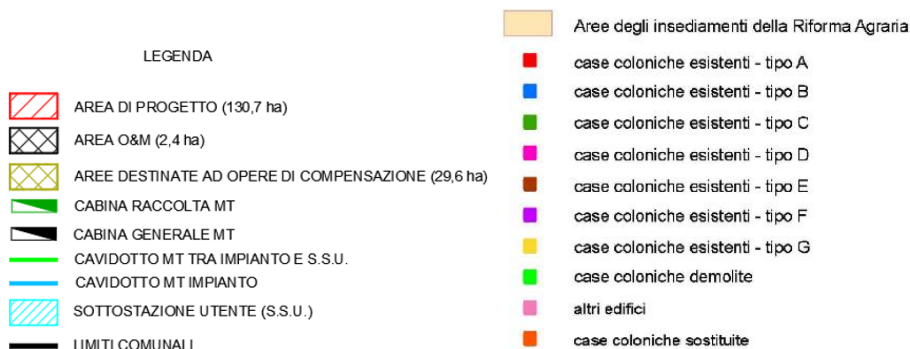 LEGENDA
AREA DI PROGETTO (130,7 ha)
AREA O&M (2,4 ha)
AREE DESTINATE AD OPERE DI COMPENSAZIONE (29,6 ha)
CABINA RACCOLTA MT
CABINA GENERALE MT
CAVIDOTTO MT TRA IMPIANTO E S.S.U.
CAVIDOTTO MT IMPIANTO
SOTTOSTAZIONE UTENTE (S.S.U.)
LIMITI COMUNALI
Aree degli insediamenti della Riforma Agraria
case coloniche esistenti - tipo A
case coloniche esistenti - tipo B
case coloniche esistenti - tipo C
case coloniche esistenti - tipo D
case coloniche esistenti - tipo E
case coloniche esistenti - tipo F
case coloniche esistenti - tipo G
case coloniche demolite
altri edifici
case coloniche sostituite